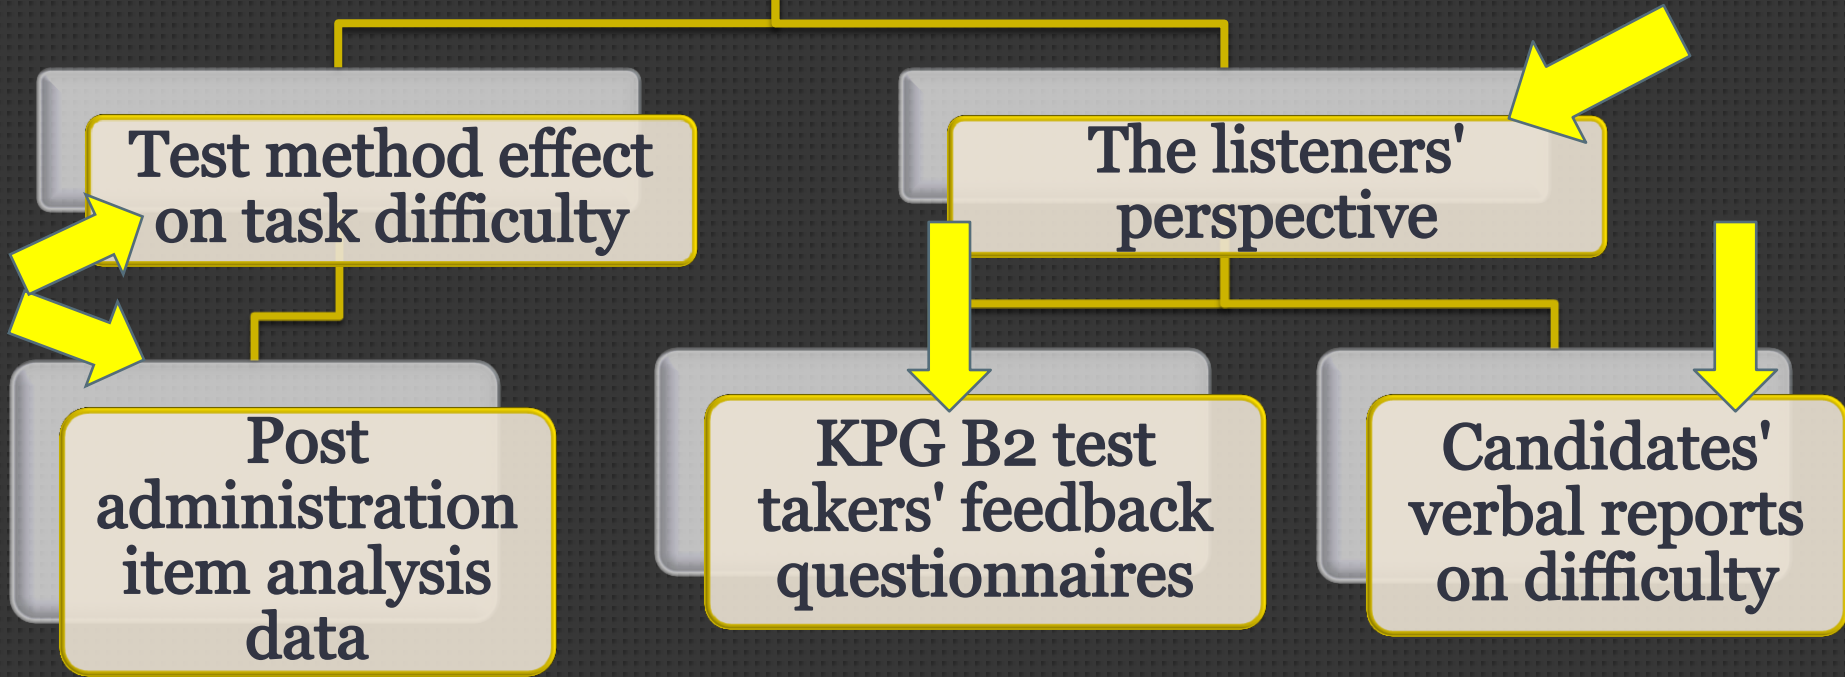 Test method effect
on task difficulty
The listeners'
perspective
Post
administration
item analysis
data
KPG B2 test
takers' feedback
questionnaires
Candidates'
verbal reports
on difficulty